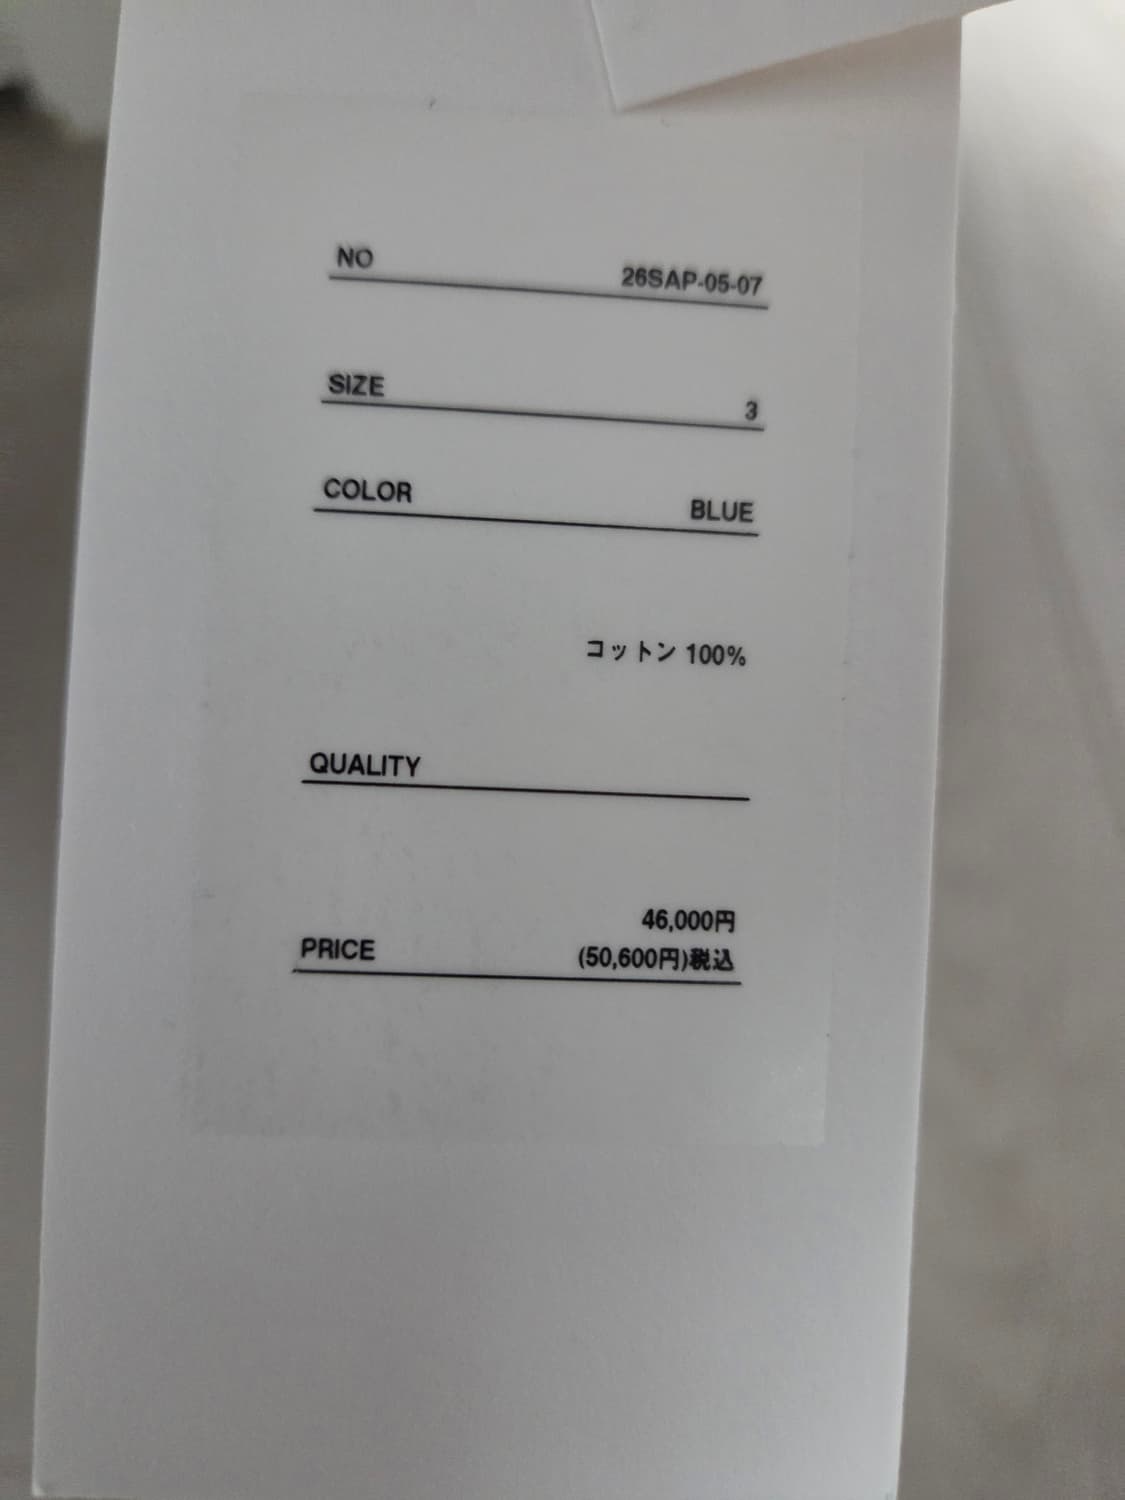 NO 26SAP-05-07
SIZE 3
COLOR BLUE
コットン 100%
QUALITY
46,000円
PRICE (50,600円)税込